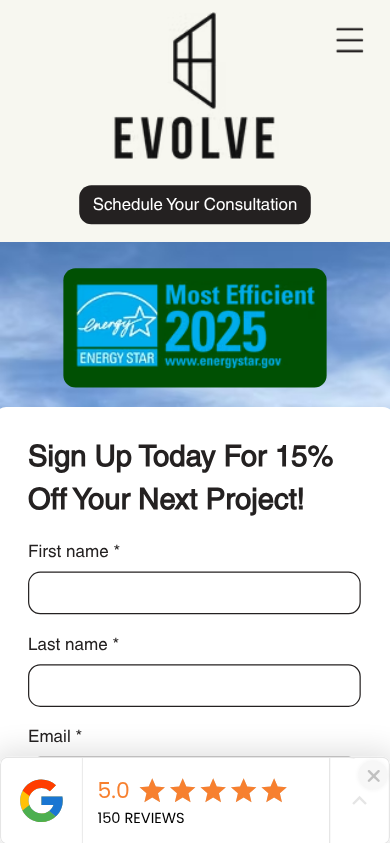 EVOLVE
Schedule Your Consultation
energy
ENERGY STAR
Most Efficient
2025
www.energystar.gov
Sign Up Today For 15%
Off Your Next Project!
First name *
Last name *
Email *
5.0
150 REVIEWS